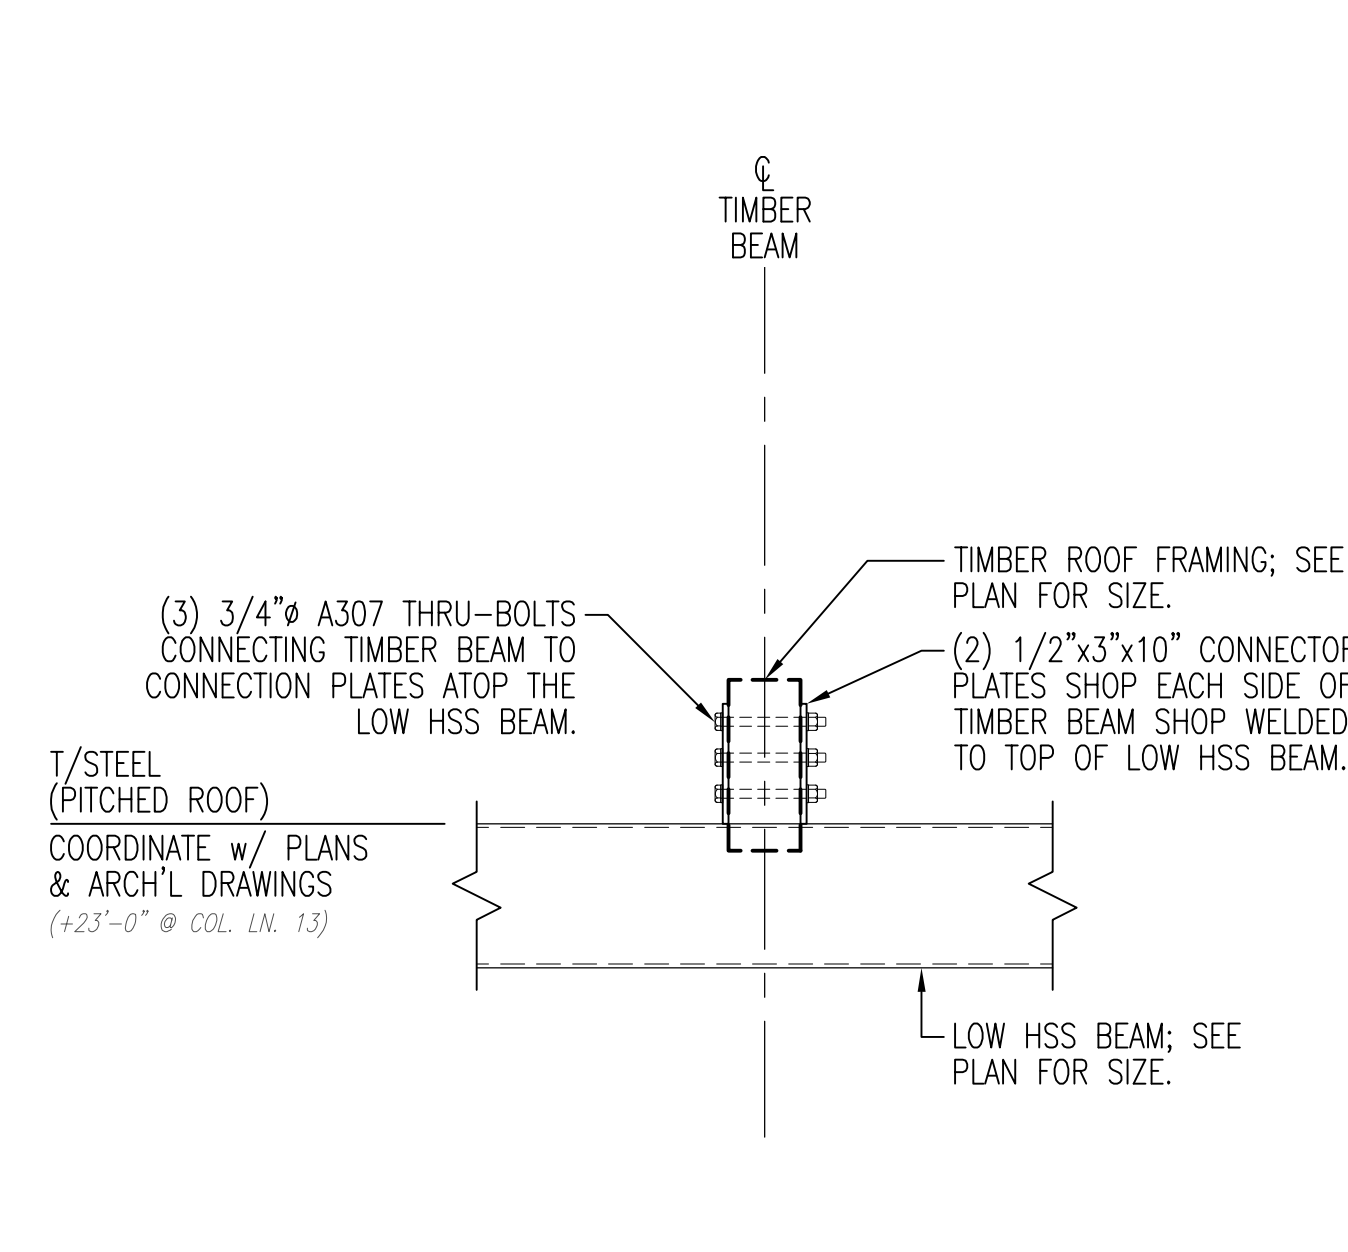 ℄
TIMBER
BEAM
TIMBER ROOF FRAMING; SEE
PLAN FOR SIZE.
(3) 3/4"ø A307 THRU-BOLTS
CONNECTING TIMBER BEAM TO
CONNECTION PLATES ATOP THE
LOW HSS BEAM.
(2) 1/2"x3"x10" CONNECTOR
PLATES SHOP EACH SIDE OF
TIMBER BEAM SHOP WELDED
TO TOP OF LOW HSS BEAM.
T/STEEL
(PITCHED ROOF)
COORDINATE w/ PLANS
& ARCH'L DRAWINGS
(+23'-0" @ COL. LN. 13)
LOW HSS BEAM; SEE
PLAN FOR SIZE.